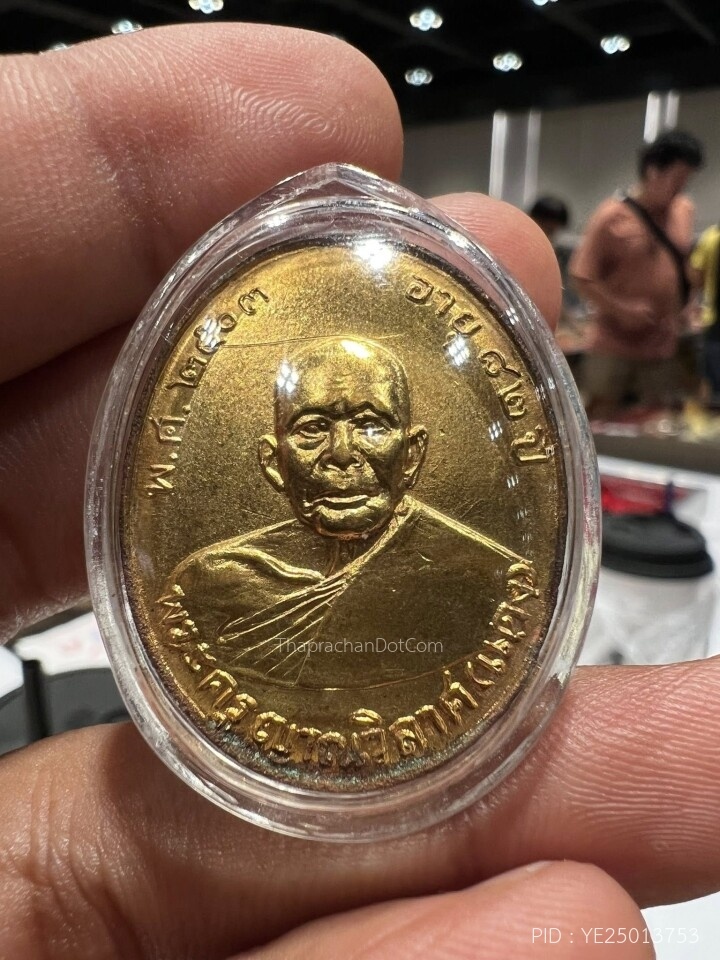 พ.ศ. ๒๕๐๓
อายุ ๘๒ ปี
พระครูญาณวิลาศ (แดง)
ThaprachanDotCom
PID : YE25013753